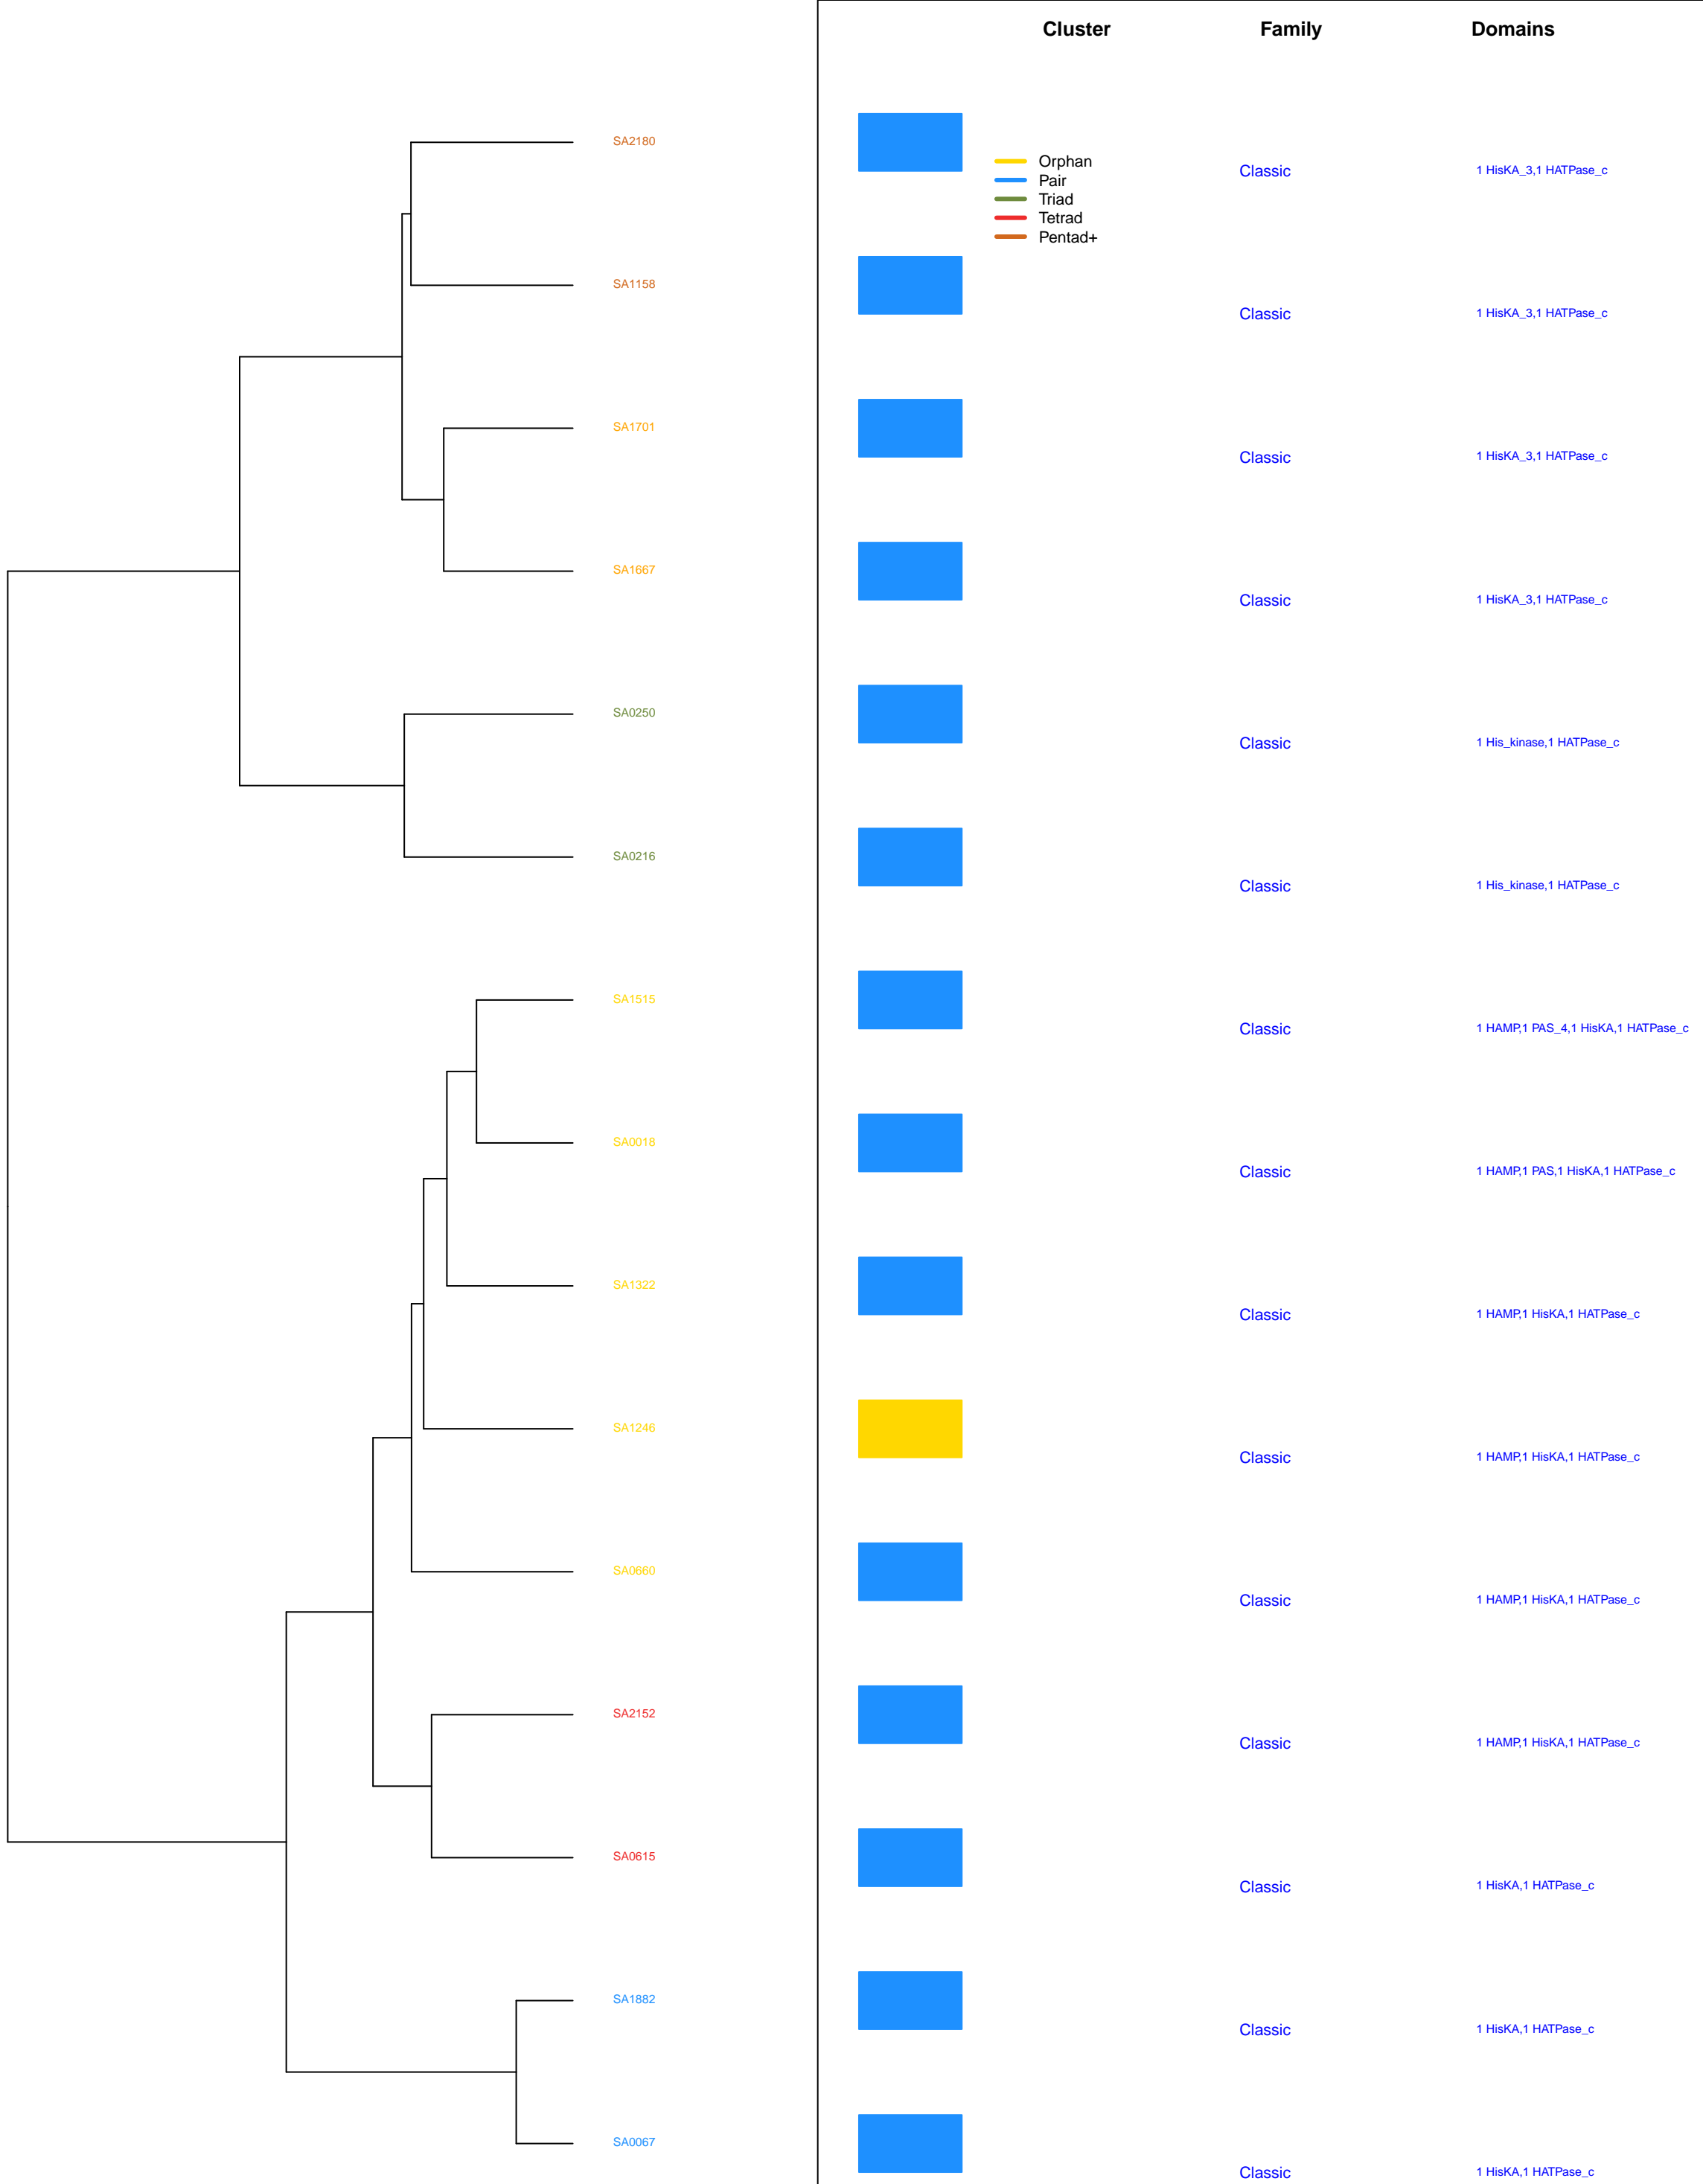 Cluster Family Domains
SA2180
Orphan
Pair
Triad
Tetrad
Pentad+
Classic 1 HisKA_3,1 HATPase_c
SA1158
Classic 1 HisKA_3,1 HATPase_c
SA1701
Classic 1 HisKA_3,1 HATPase_c
SA1667
Classic 1 HisKA_3,1 HATPase_c
SA0250
Classic 1 His_kinase,1 HATPase_c
SA0216
Classic 1 His_kinase,1 HATPase_c
SA1515
Classic 1 HAMP,1 PAS_4,1 HisKA,1 HATPase_c
SA0018
Classic 1 HAMP,1 PAS,1 HisKA,1 HATPase_c
SA1322
Classic 1 HAMP,1 HisKA,1 HATPase_c
SA1246
Classic 1 HAMP,1 HisKA,1 HATPase_c
SA0660
Classic 1 HAMP,1 HisKA,1 HATPase_c
SA2152
Classic 1 HAMP,1 HisKA,1 HATPase_c
SA0615
Classic 1 HisKA,1 HATPase_c
SA1882
Classic 1 HisKA,1 HATPase_c
SA0067
Classic 1 HisKA,1 HATPase_c